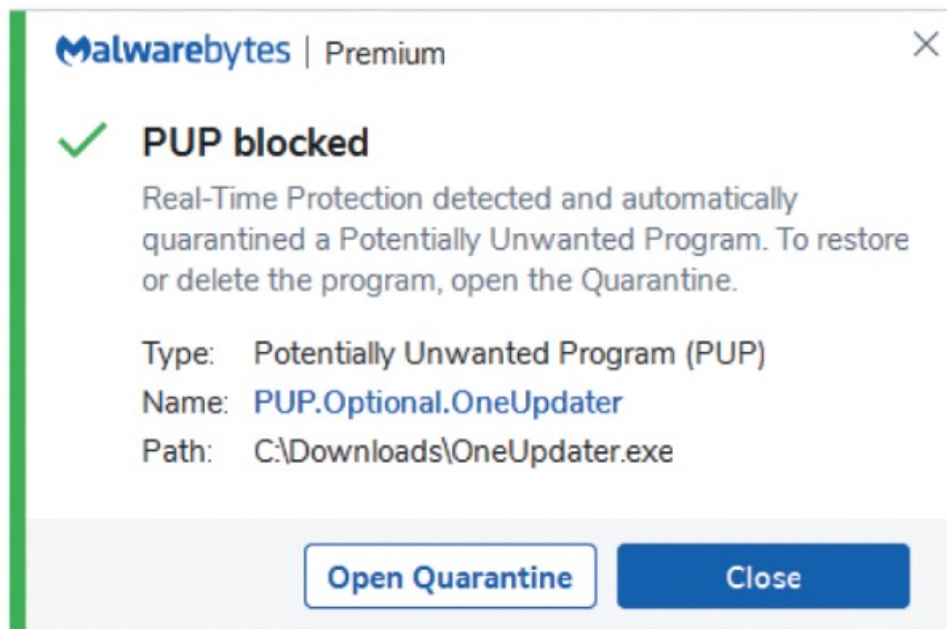 Malwarebytes | Premium
PUP blocked
Real-Time Protection detected and automatically
quarantined a Potentially Unwanted Program. To restore
or delete the program, open the Quarantine.
Type: Potentially Unwanted Program (PUP)
Name: PUP.Optional.OneUpdater
Path: C:\Downloads\OneUpdater.exe
Open Quarantine Close